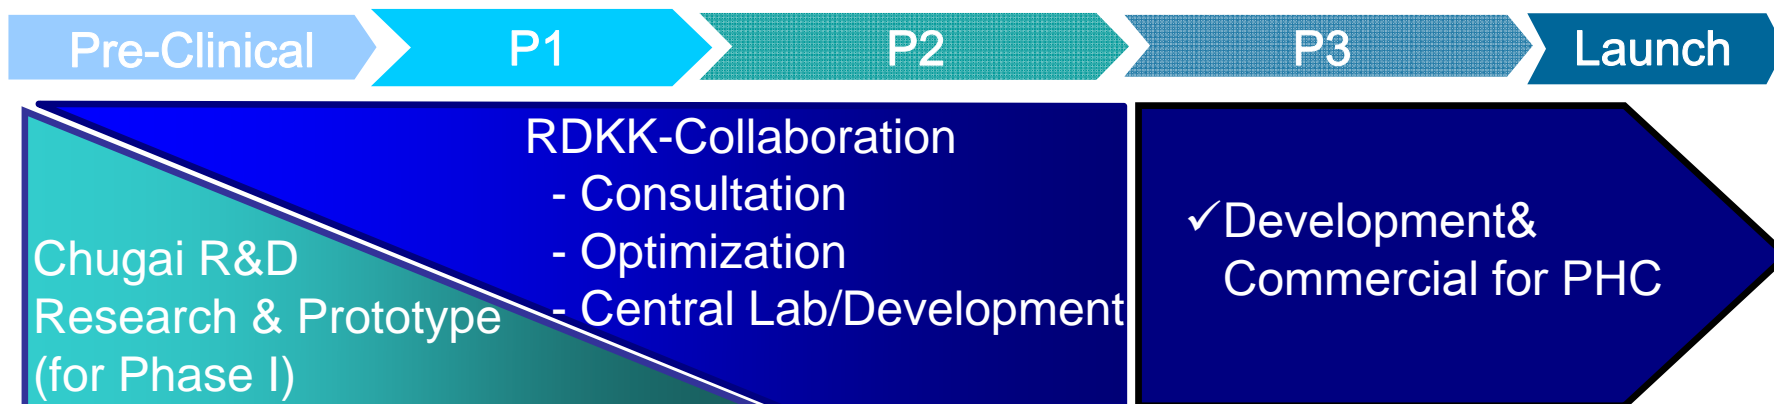 Pre-Clinical
P1
P2
P3
Launch
RDKK-Collaboration
- Consultation
- Optimization
- Central Lab/Development
Chugai R&D
Research & Prototype
(for Phase I)
✓Development&
Commercial for PHC